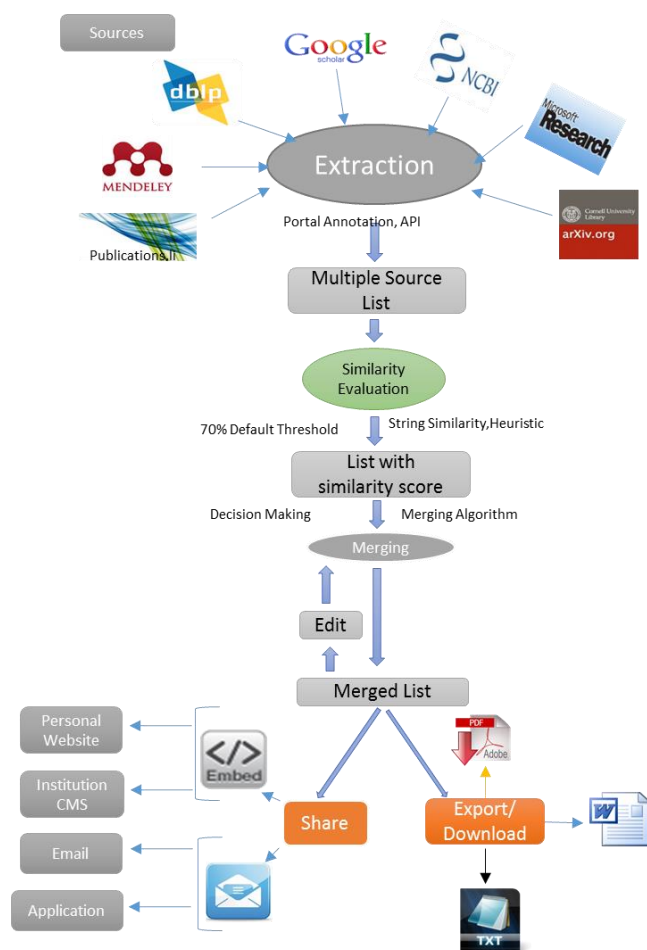 Sources
Google
scholar
NCBI
dblp
Microsoft
Research
MENDELEY
Extraction
Cornell University
Library
arXiv.org
Publications,li
Portal Annotation, API
Multiple Source
List
Similarity
Evaluation
70% Default Threshold
String Similarity,Heuristic
List with
similarity score
Decision Making
Merging Algorithm
Merging
Edit
Merged List
Personal
Website
</>
Embed
PDF
Adobe
Institution
CMS
Share
Export/
Download
W
Email
Application
TXT